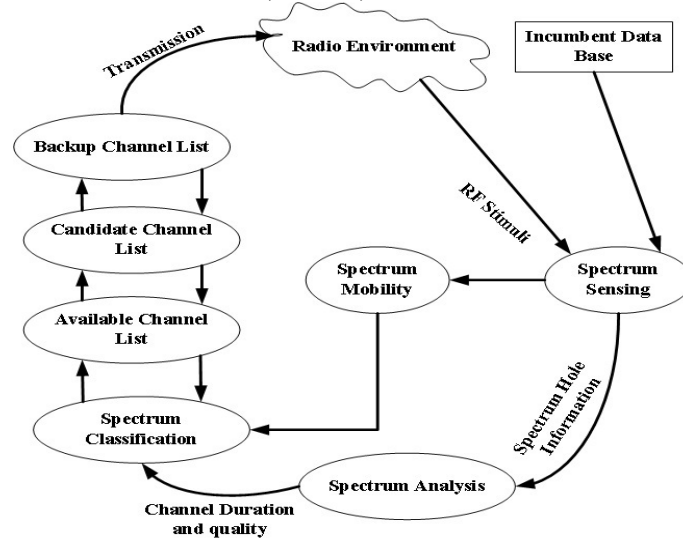 Transmission
Radio Environment
Incumbent Data
Base
Backup Channel List
RF Stimuli
Candidate Channel
List
Spectrum
Mobility
Spectrum
Sensing
Available Channel
List
Spectrum Hole
Information
Spectrum
Classification
Spectrum Analysis
Channel Duration
and quality